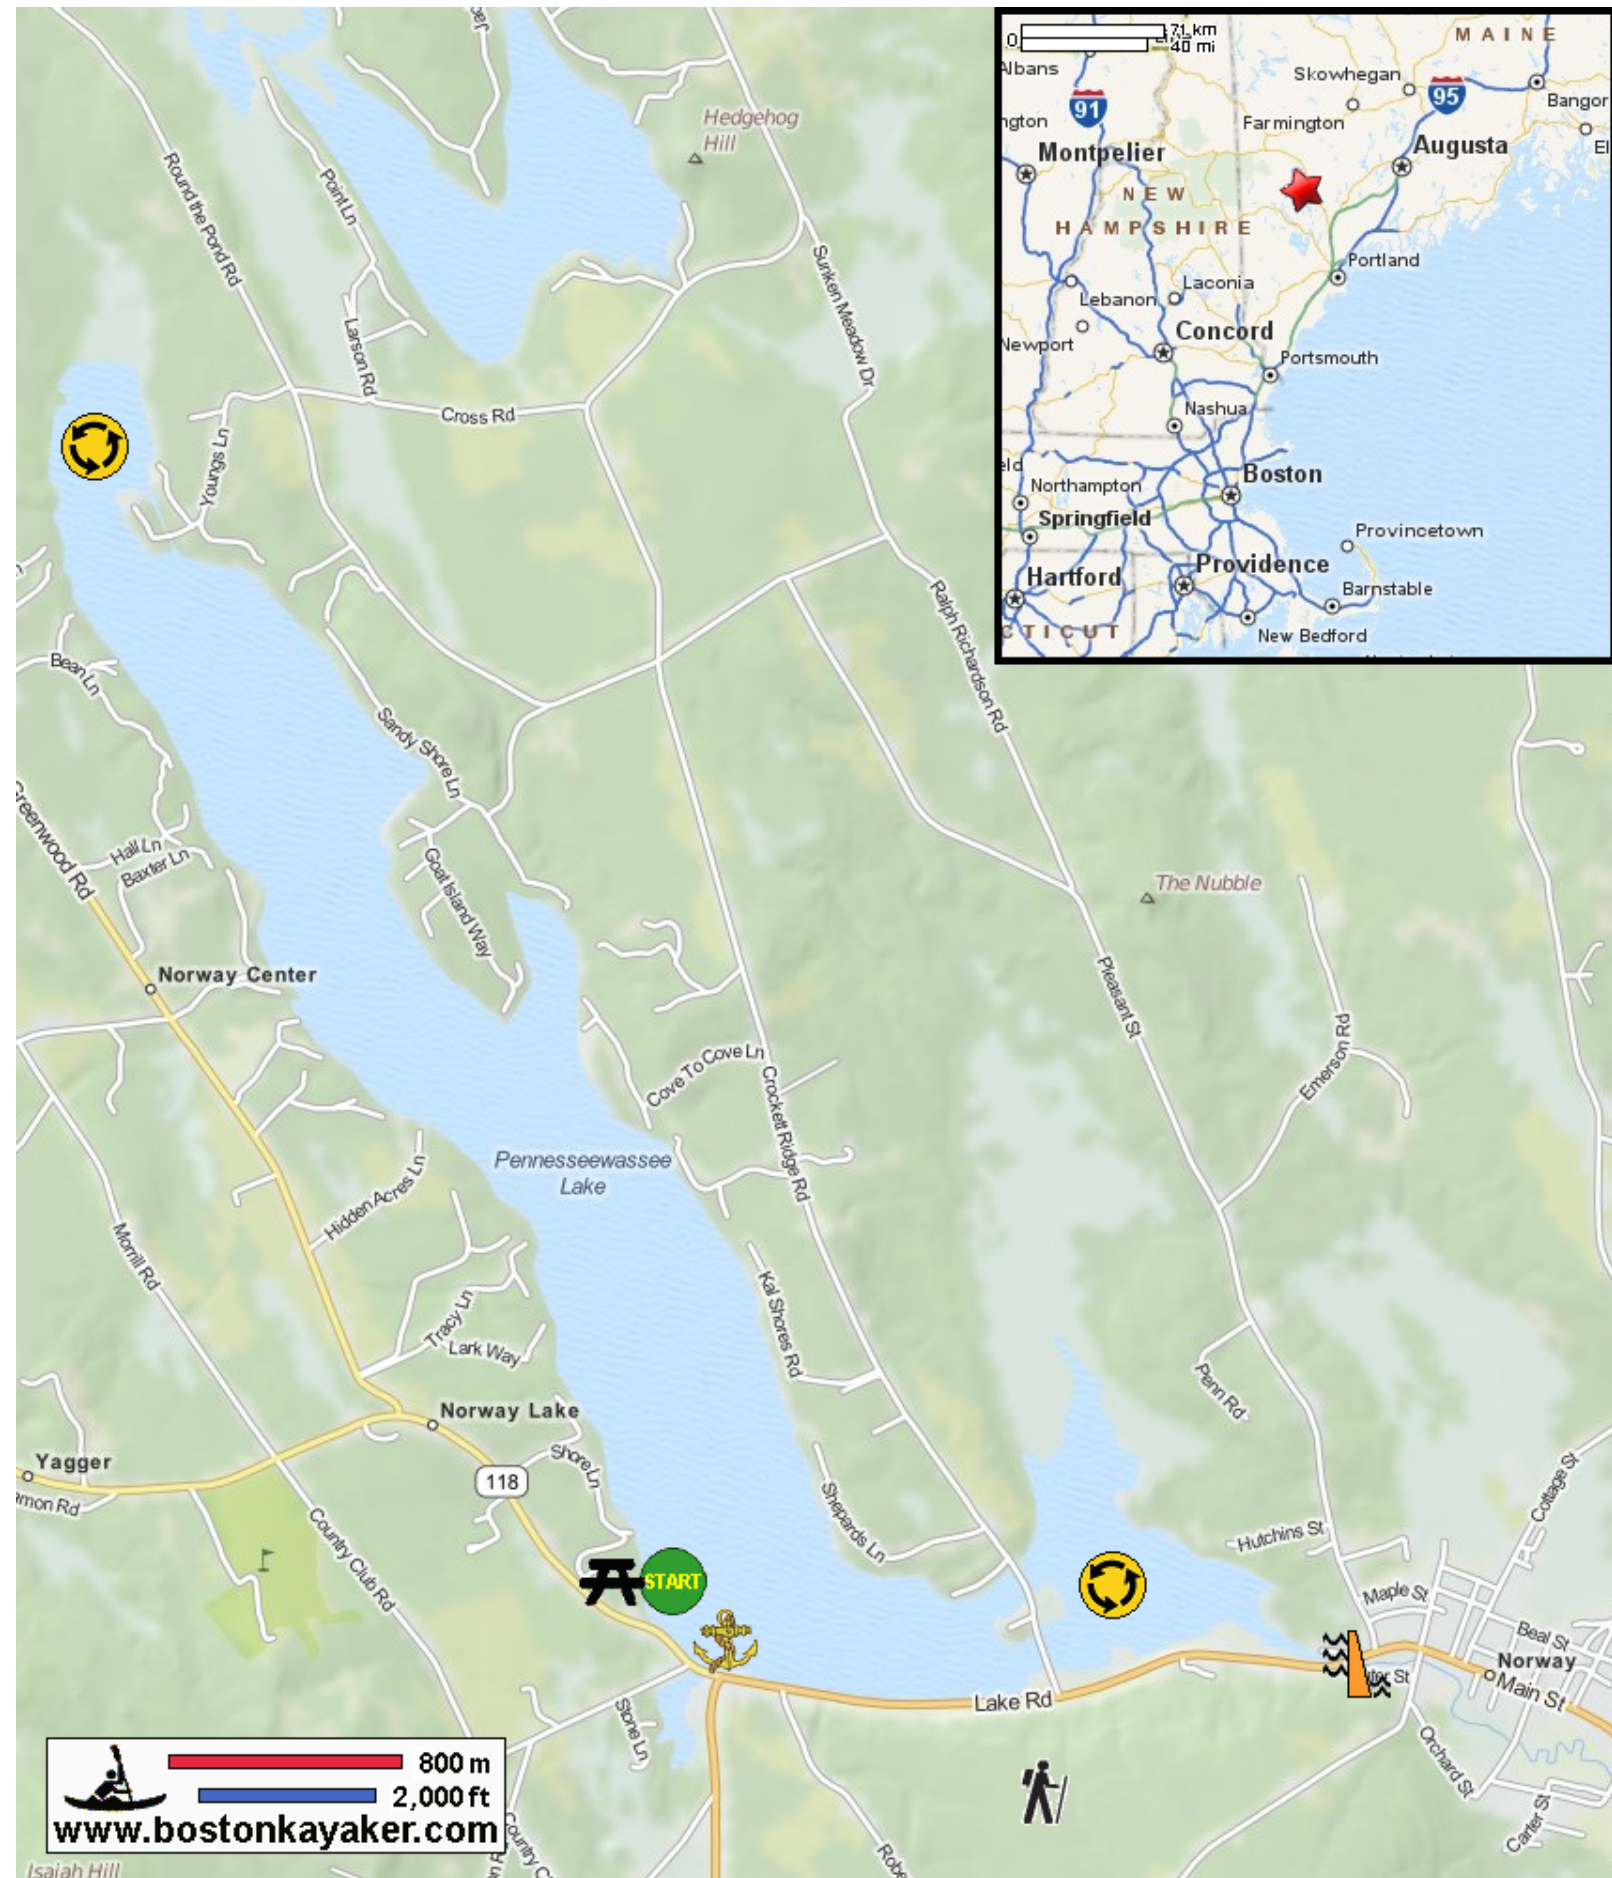 Hedgehog
Hill
Round the Pond Rd
Point Ln
Larson Rd
Cross Rd
Sunken Meadow Dr
Youngs Ln
Ralph Richardson Rd
Bean Ln
Sandy Shore Ln
Greenwood Rd
Hall Ln
Baxter Ln
Goat Island Way
The Nubble
Norway Center
Pleasant St
Cove To Cove Ln
Crockett Ridge Rd
Emerson Rd
Pennesseewassee
Lake
Hidden Acres Ln
Morrill Rd
Kal Shores Rd
Tracy Ln
Lark Way
Penn Rd
Norway Lake
Yagger
118
Shore Ln
Shepards Ln
Cottage St
Hutchins St
Country Club Rd
START
Maple St
Beal St
Norway
Main St
Lake Rd
Stone Ln
Orchard St
Carter St
Isaiah Hill
800 m
2,000 ft
www.bostonkayaker.com
0
71 km
40 mi
MAINE
Albans
Skowhegan
91
95
Bangor
Farmington
Montpelier
Augusta
NEW
HAMPSHIRE
Portland
Laconia
Lebanon
Concord
Newport
Portsmouth
Nashua
Boston
Northampton
Springfield
Provincetown
Providence
Hartford
Barnstable
CTICUT
New Bedford